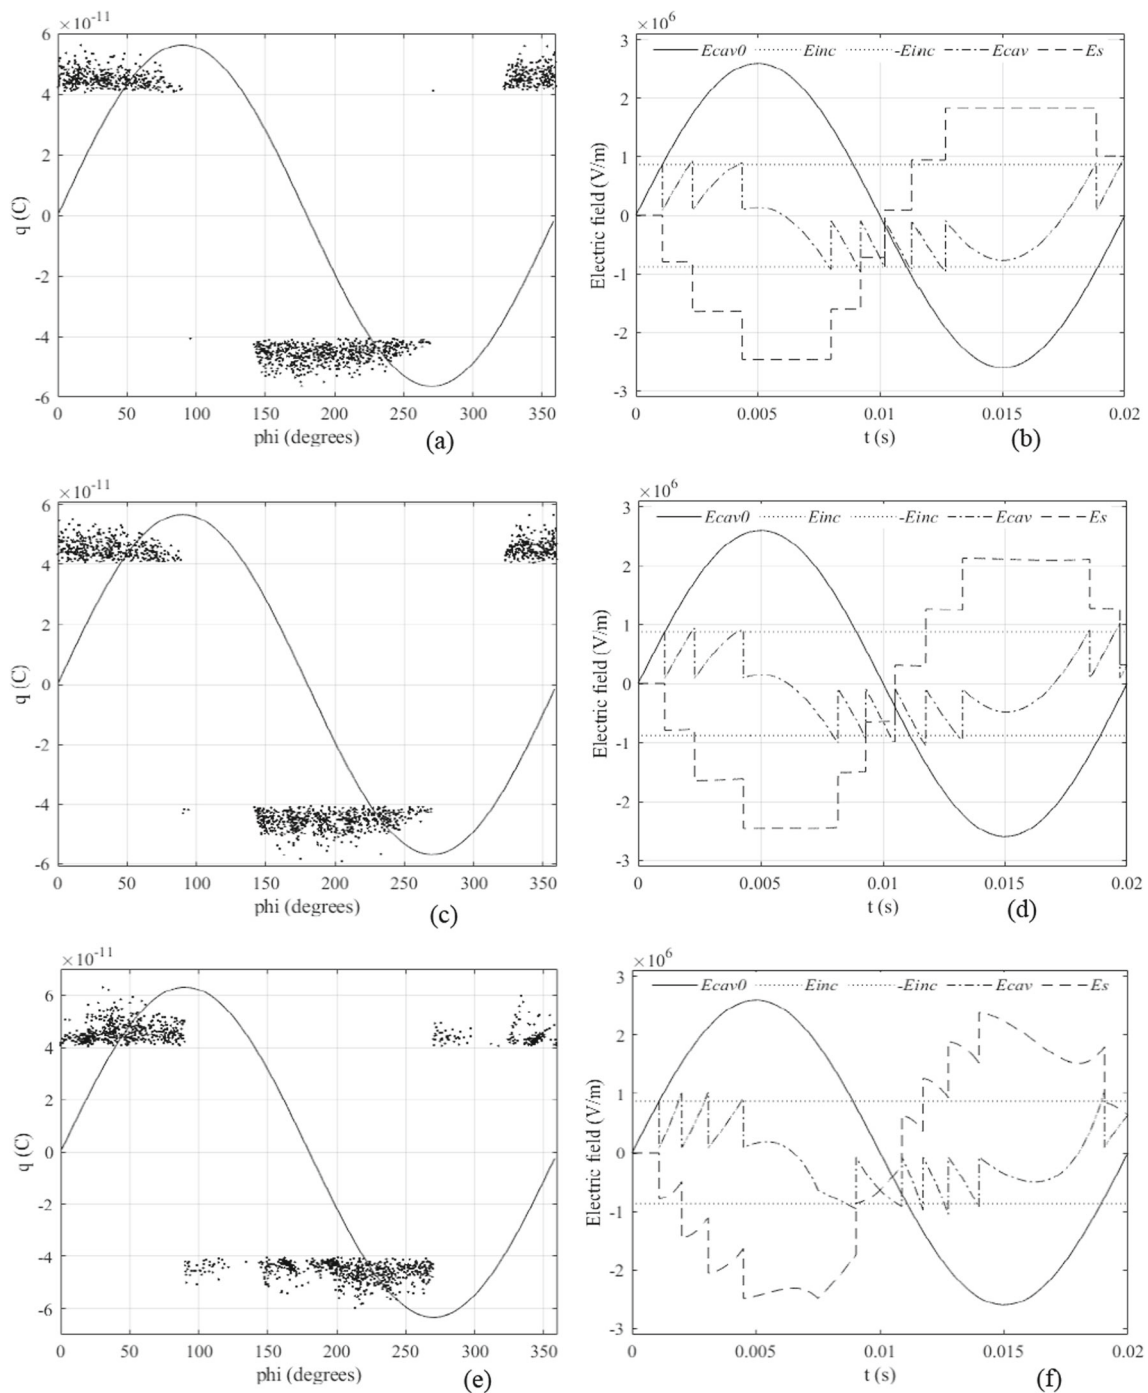 ×10⁻¹¹
6
4
2
0
-2
-4
-6
q (C)
0 50 100 150 200 250 300 350
phi (degrees)
(a)
×10⁶
3
2
1
0
-1
-2
-3
Electric field (V/m)
Ecav0 Einc -Einc Ecav Es
0 0.005 0.01 0.015 0.02
t (s)
(b)
×10⁻¹¹
6
4
2
0
-2
-4
-6
q (C)
0 50 100 150 200 250 300 350
phi (degrees)
(c)
×10⁶
3
2
1
0
-1
-2
-3
Electric field (V/m)
Ecav0 Einc -Einc Ecav Es
0 0.005 0.01 0.015 0.02
t (s)
(d)
×10⁻¹¹
6
4
2
0
-2
-4
-6
q (C)
0 50 100 150 200 250 300 350
phi (degrees)
(e)
×10⁶
3
2
1
0
-1
-2
-3
Electric field (V/m)
Ecav0 Einc -Einc Ecav Es
0 0.005 0.01 0.015 0.02
t (s)
(f)